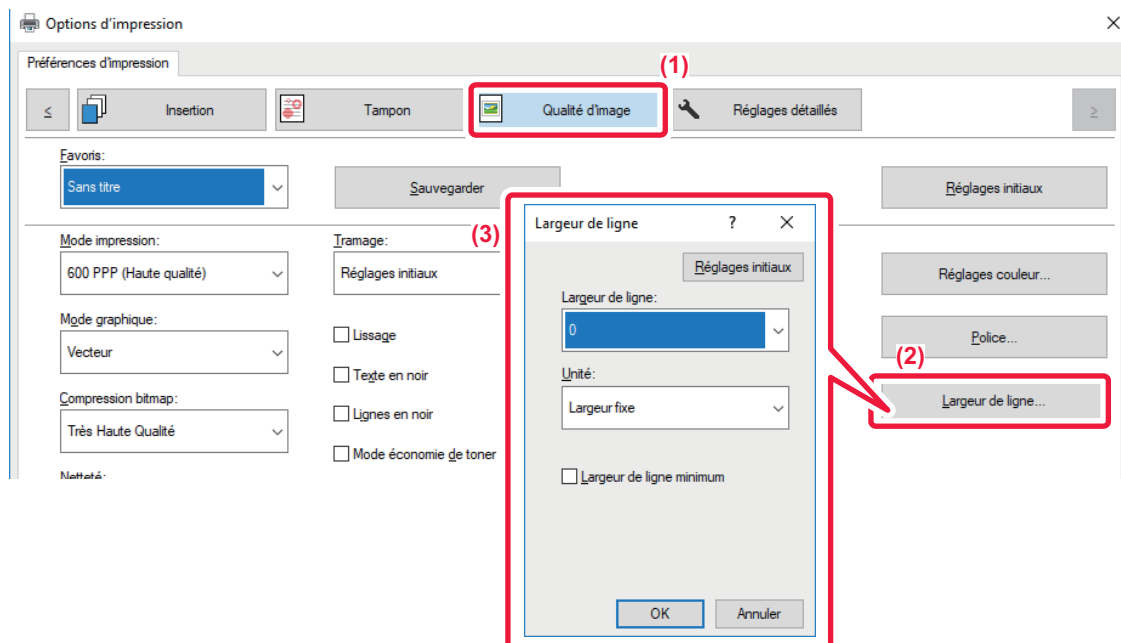 Options d'impression
Préférences d'impression
(1)
<
Insertion
Tampon
Qualité d'image
Réglages détaillés
>
Favoris:
Sans titre
Sauvegarder
Réglages initiaux
Mode impression:
600 PPP (Haute qualité)
Tramage:
Réglages initiaux
(3)
Largeur de ligne
?
Réglages initiaux
Largeur de ligne:
0
Unité:
Largeur fixe
Largeur de ligne minimum
OK
Annuler
Réglages couleur...
Mode graphique:
Vecteur
Lissage
Texte en noir
Police...
(2)
Compression bitmap:
Très Haute Qualité
Lignes en noir
Mode économie de toner
Largeur de ligne...
Netteté: